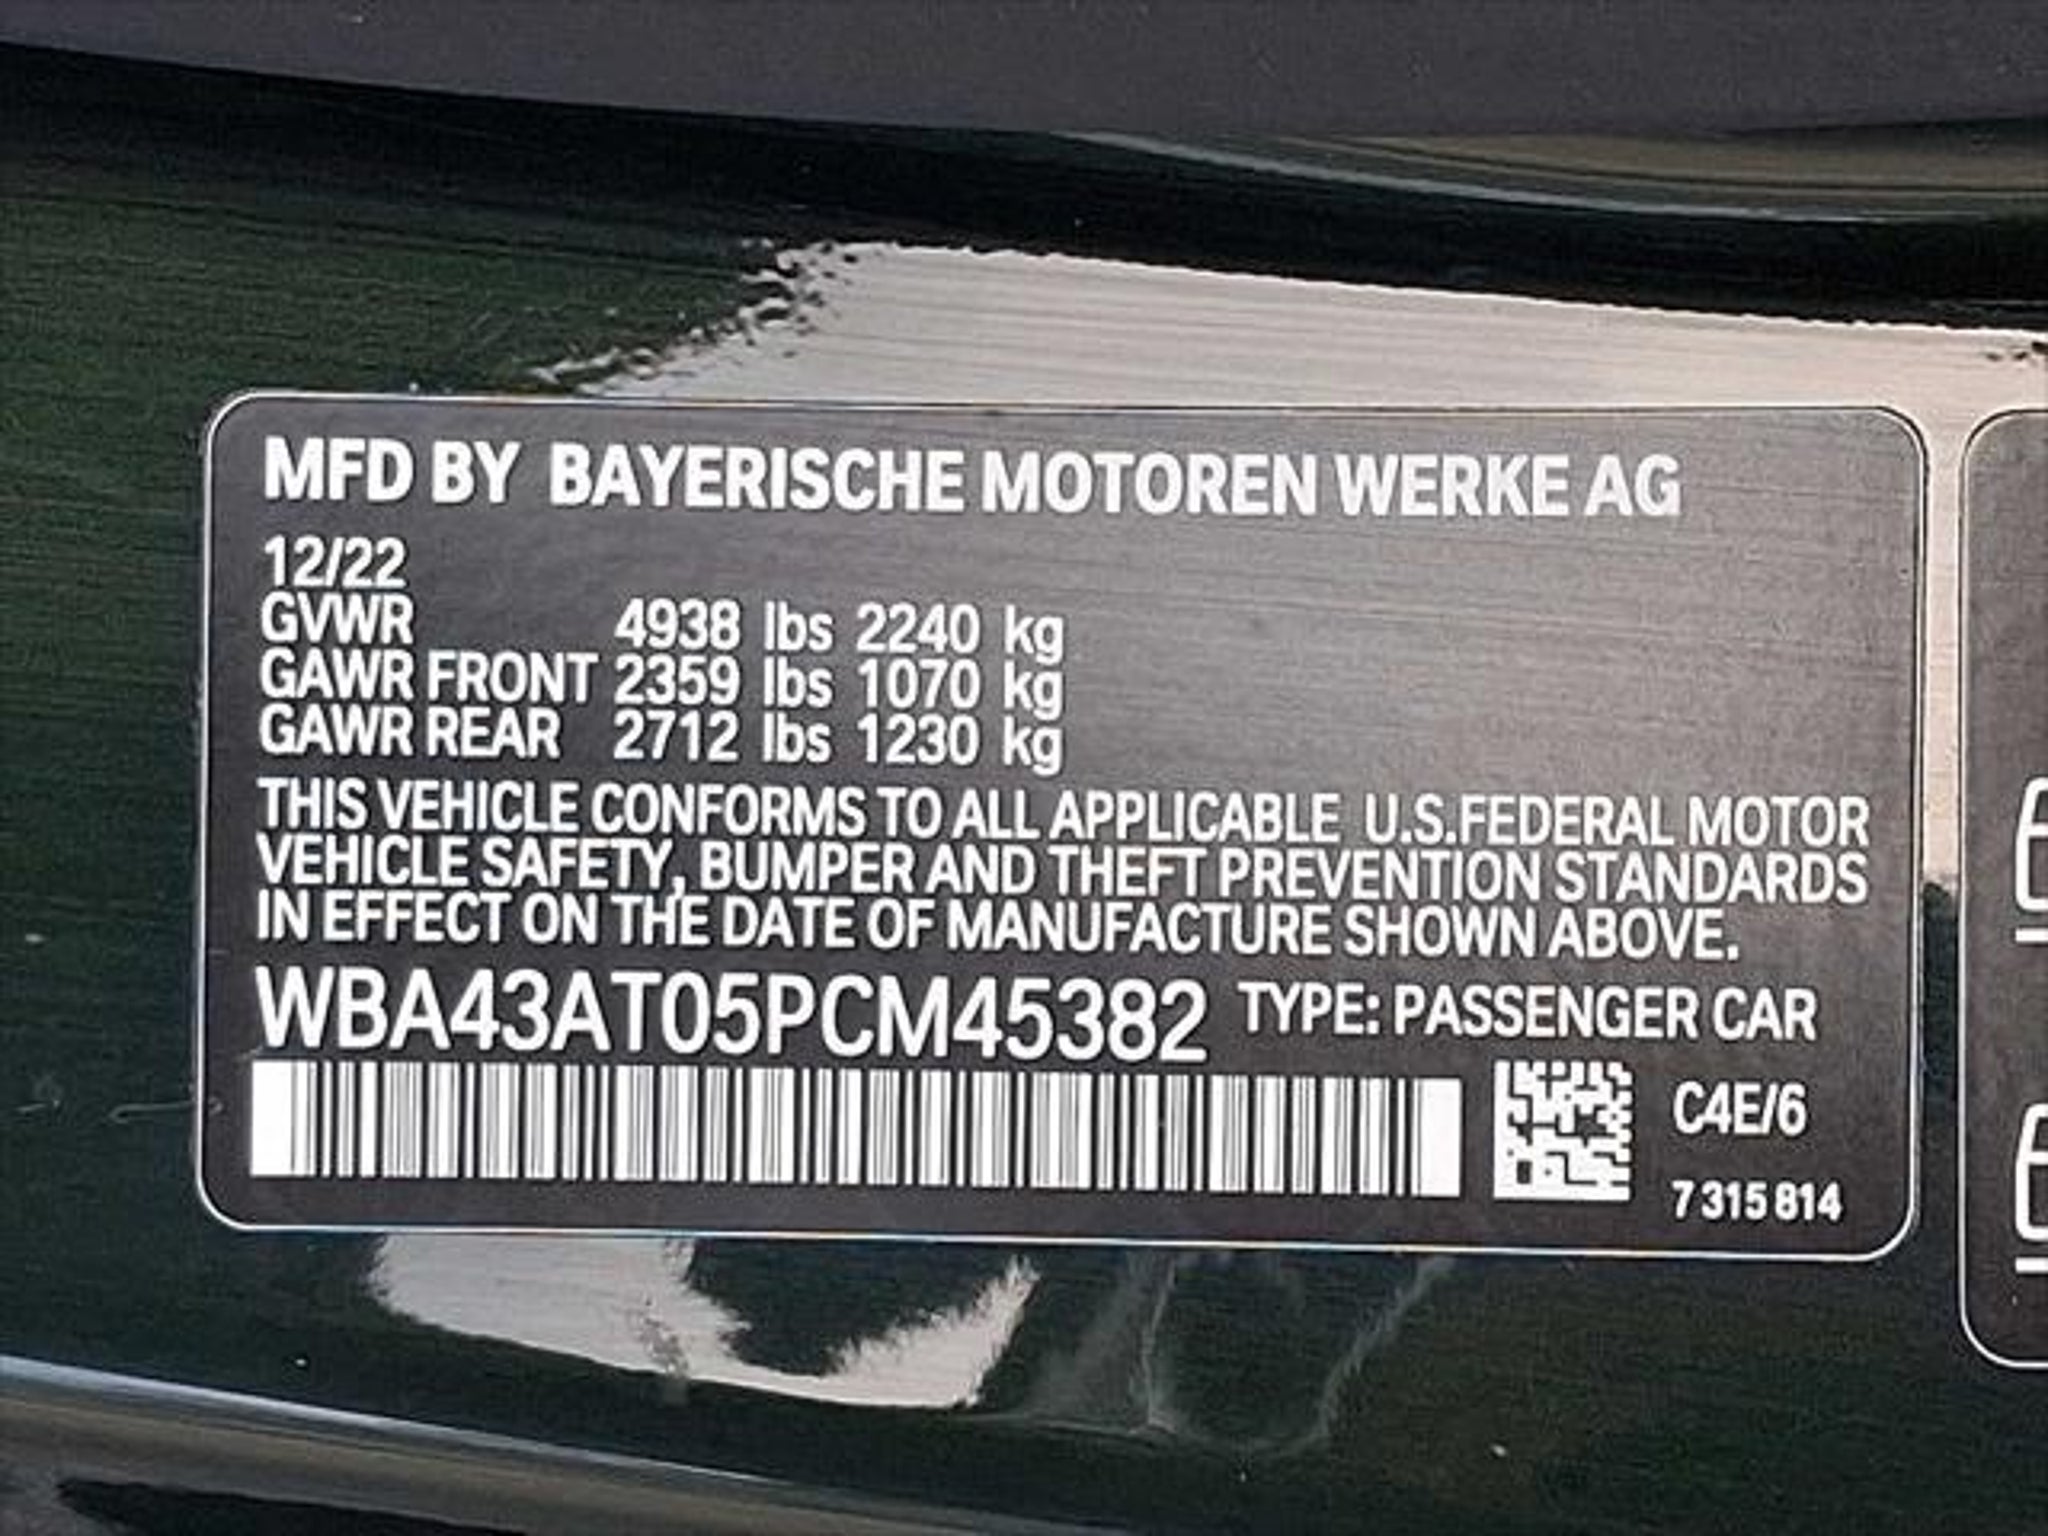 MFD BY BAYERISCHE MOTOREN WERKE AG
12/22
GVWR 4938 lbs 2240 kg
GAWR FRONT 2359 lbs 1070 kg
GAWR REAR 2712 lbs 1230 kg
THIS VEHICLE CONFORMS TO ALL APPLICABLE U.S.FEDERAL MOTOR
VEHICLE SAFETY, BUMPER AND THEFT PREVENTION STANDARDS
IN EFFECT ON THE DATE OF MANUFACTURE SHOWN ABOVE.
WBA43AT05PCM45382 TYPE: PASSENGER CAR
C4E/6
7 315 814